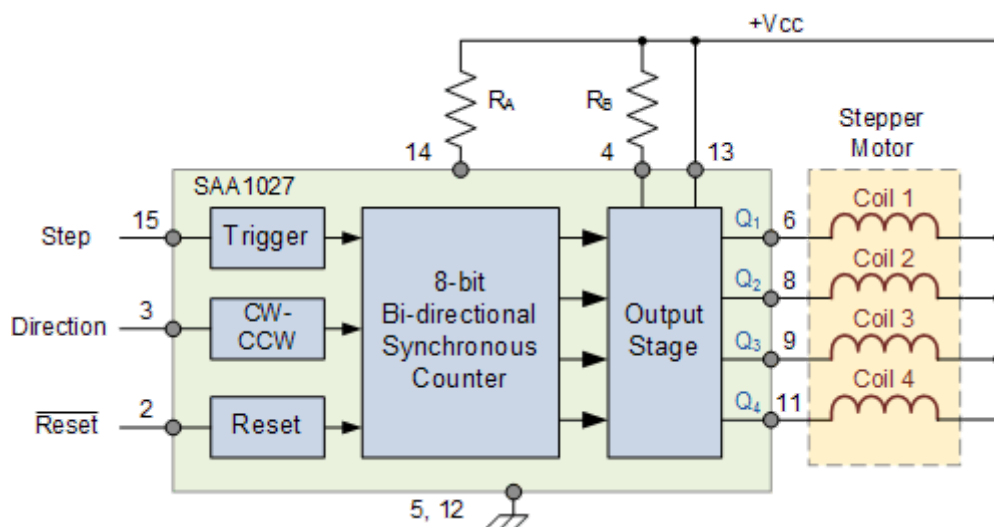 +Vcc
RA
RB
Stepper
Motor
14
4
13
SAA1027
Coil 1
15
Step
Trigger
Q1
6
8-bit
Bi-directional
Synchronous
Counter
Coil 2
Q2
8
3
Direction
CW-
CCW
Output
Stage
Coil 3
Q3
9
2
Reset
Reset
Coil 4
Q4
11
5, 12